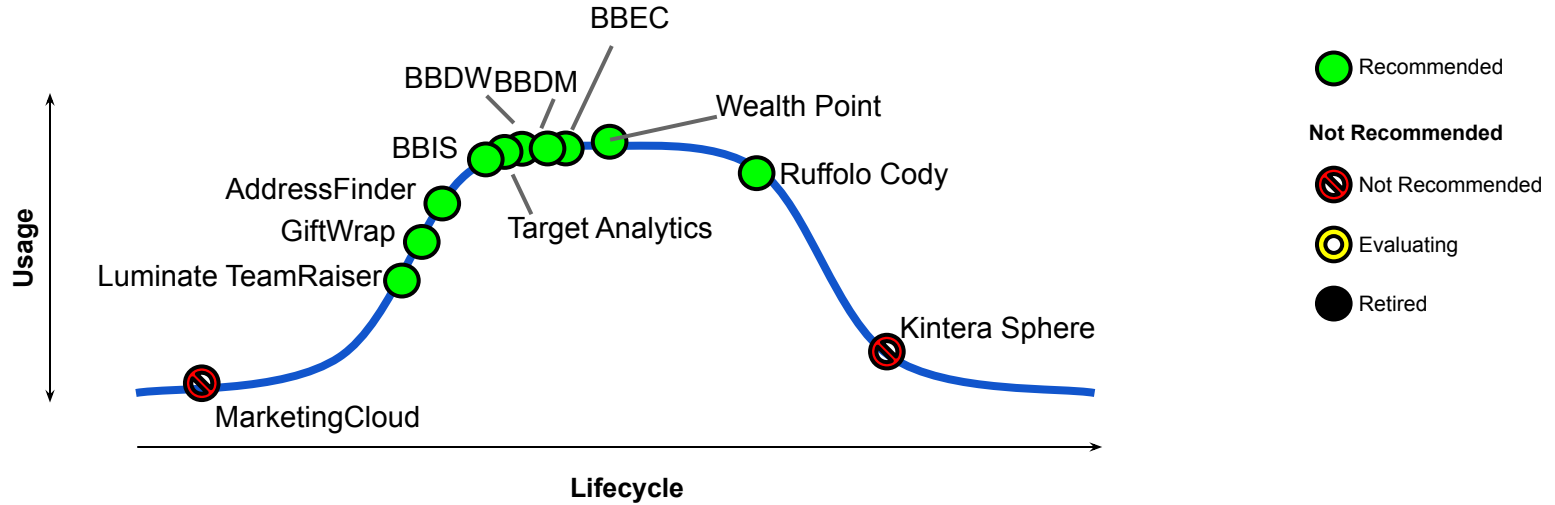 BBEC
BBDW
BBDM
Wealth Point
BBIS
Ruffolo Cody
AddressFinder
Target Analytics
GiftWrap
Luminate TeamRaiser
Kintera Sphere
MarketingCloud
Usage
Lifecycle
Recommended
Not Recommended
Not Recommended
Evaluating
Retired